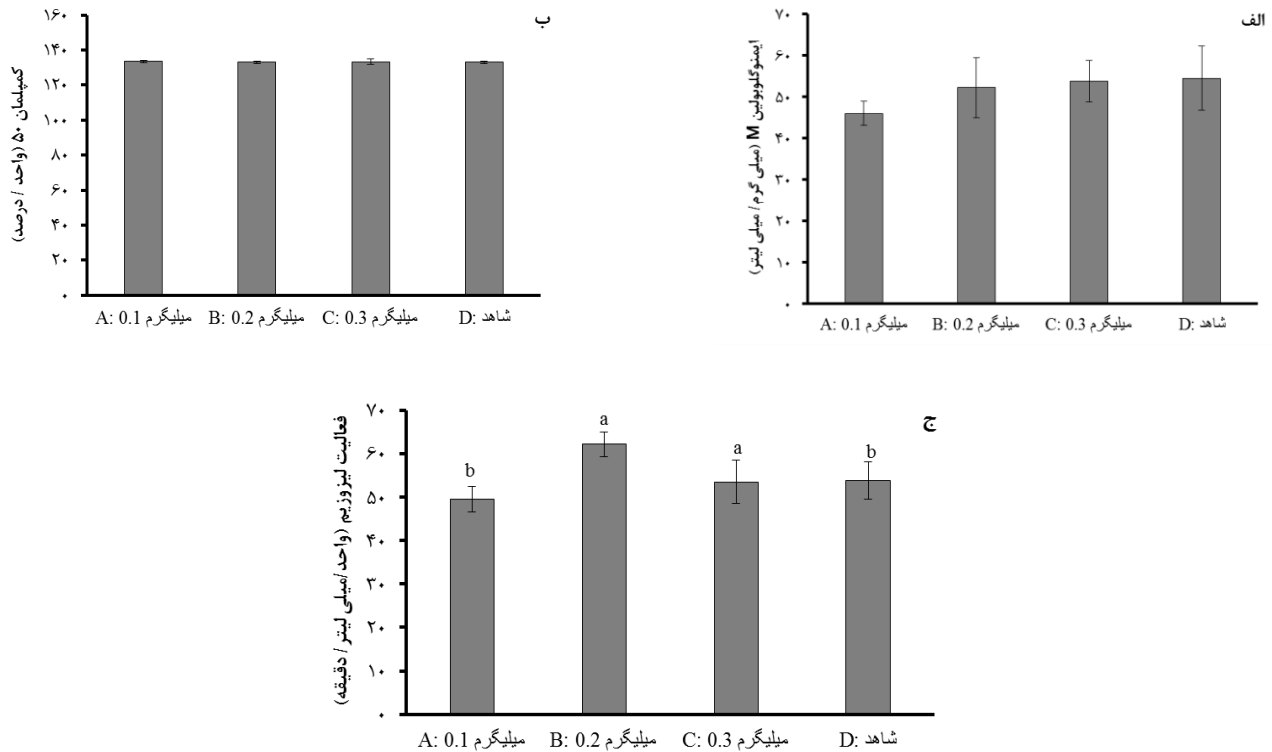 الف
ایمنوگلوبولین M (میلی گرم / میلی لیتر)
۷۰
۶۰
۵۰
۴۰
۳۰
۲۰
۱۰
۰
A: 0.1 میلیگرم
B: 0.2 میلیگرم
C: 0.3 میلیگرم
D: شاهد
ب
کمپلمان ۵۰ (واحد / درصد)
۱۶۰
۱۴۰
۱۲۰
۱۰۰
۸۰
۶۰
۴۰
۲۰
۰
A: 0.1 میلیگرم
B: 0.2 میلیگرم
C: 0.3 میلیگرم
D: شاهد
ج
فعالیت لیزوزیم (واحد/میلی لیتر / دقیقه)
۷۰
۶۰
۵۰
۴۰
۳۰
۲۰
۱۰
۰
b
a
a
b
A: 0.1 میلیگرم
B: 0.2 میلیگرم
C: 0.3 میلیگرم
D: شاهد